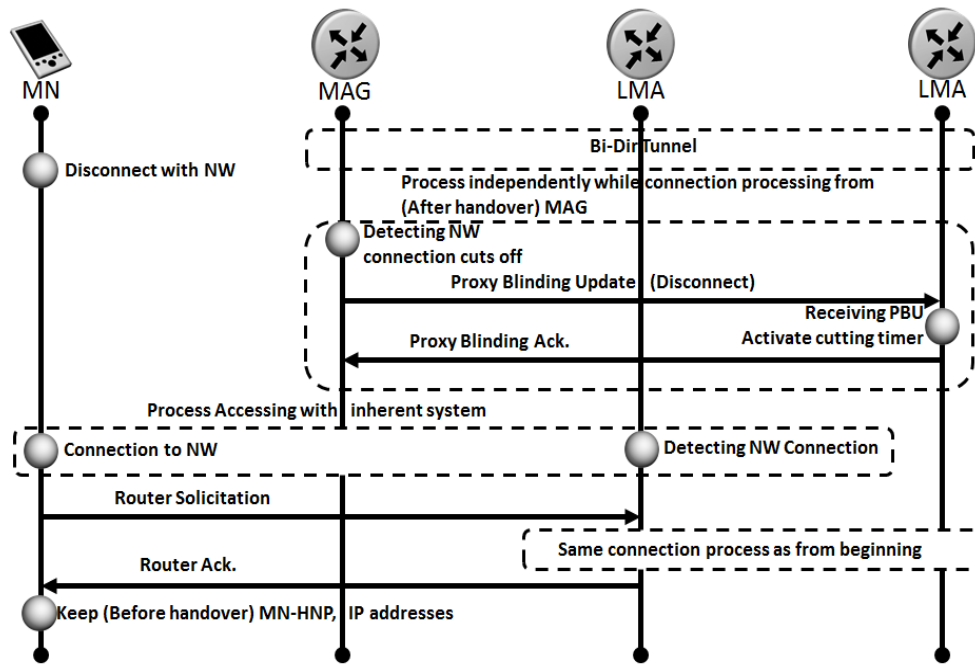 MN
MAG
LMA
LMA
Bi-Dir Tunnel
Disconnect with NW
Process independently while connection processing from
(After handover) MAG
Detecting NW
connection cuts off
Proxy Blinding Update (Disconnect)
Receiving PBU
Activate cutting timer
Proxy Blinding Ack.
Process Accessing with inherent system
Connection to NW
Detecting NW Connection
Router Solicitation
Same connection process as from beginning
Router Ack.
Keep (Before handover) MN-HNP, IP addresses